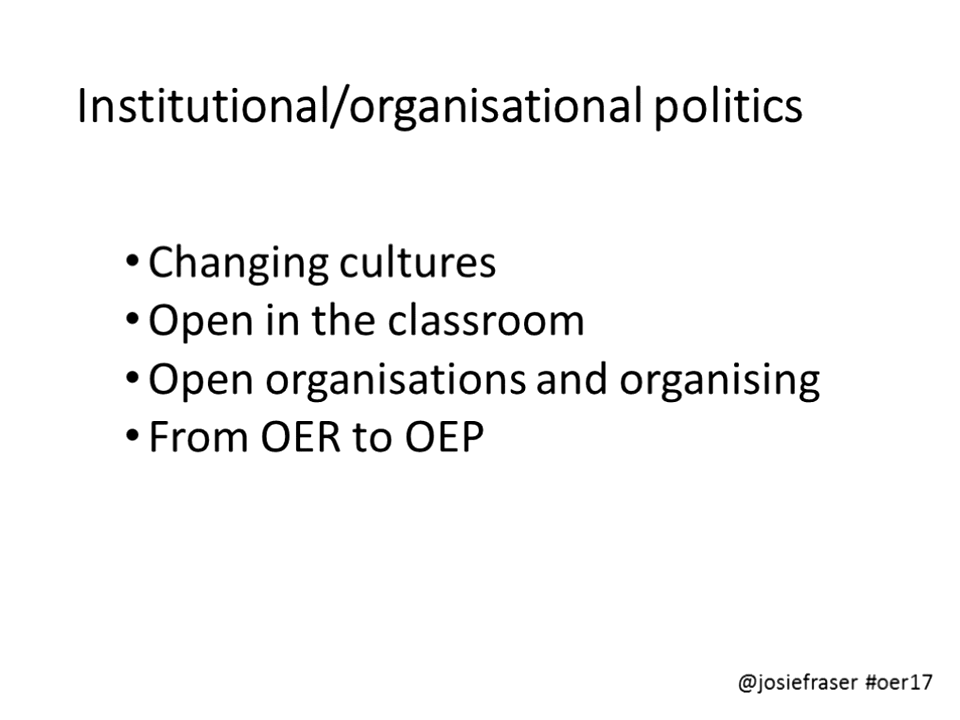 Institutional/organisational politics
• Changing cultures
• Open in the classroom
• Open organisations and organising
• From OER to OEP
@josiefraser #oer17